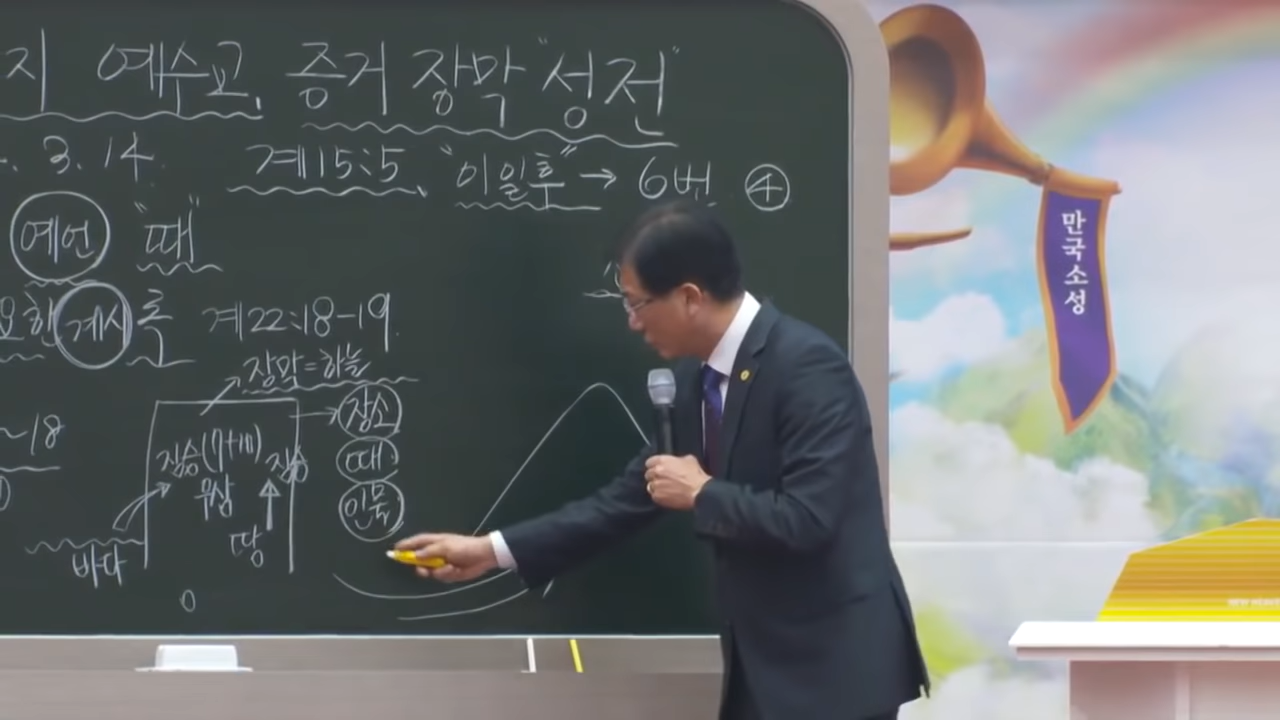 지 예수교 증거 장막 "성전"
. 3. 14. 계15:5 "이일후" → 6번 ④
예언 "때"
요한계시록 계22:18-19.
장막=하늘
~18
장소
짐승(7+10) 짐승
때
우상
인물
땅
바다
만국소성